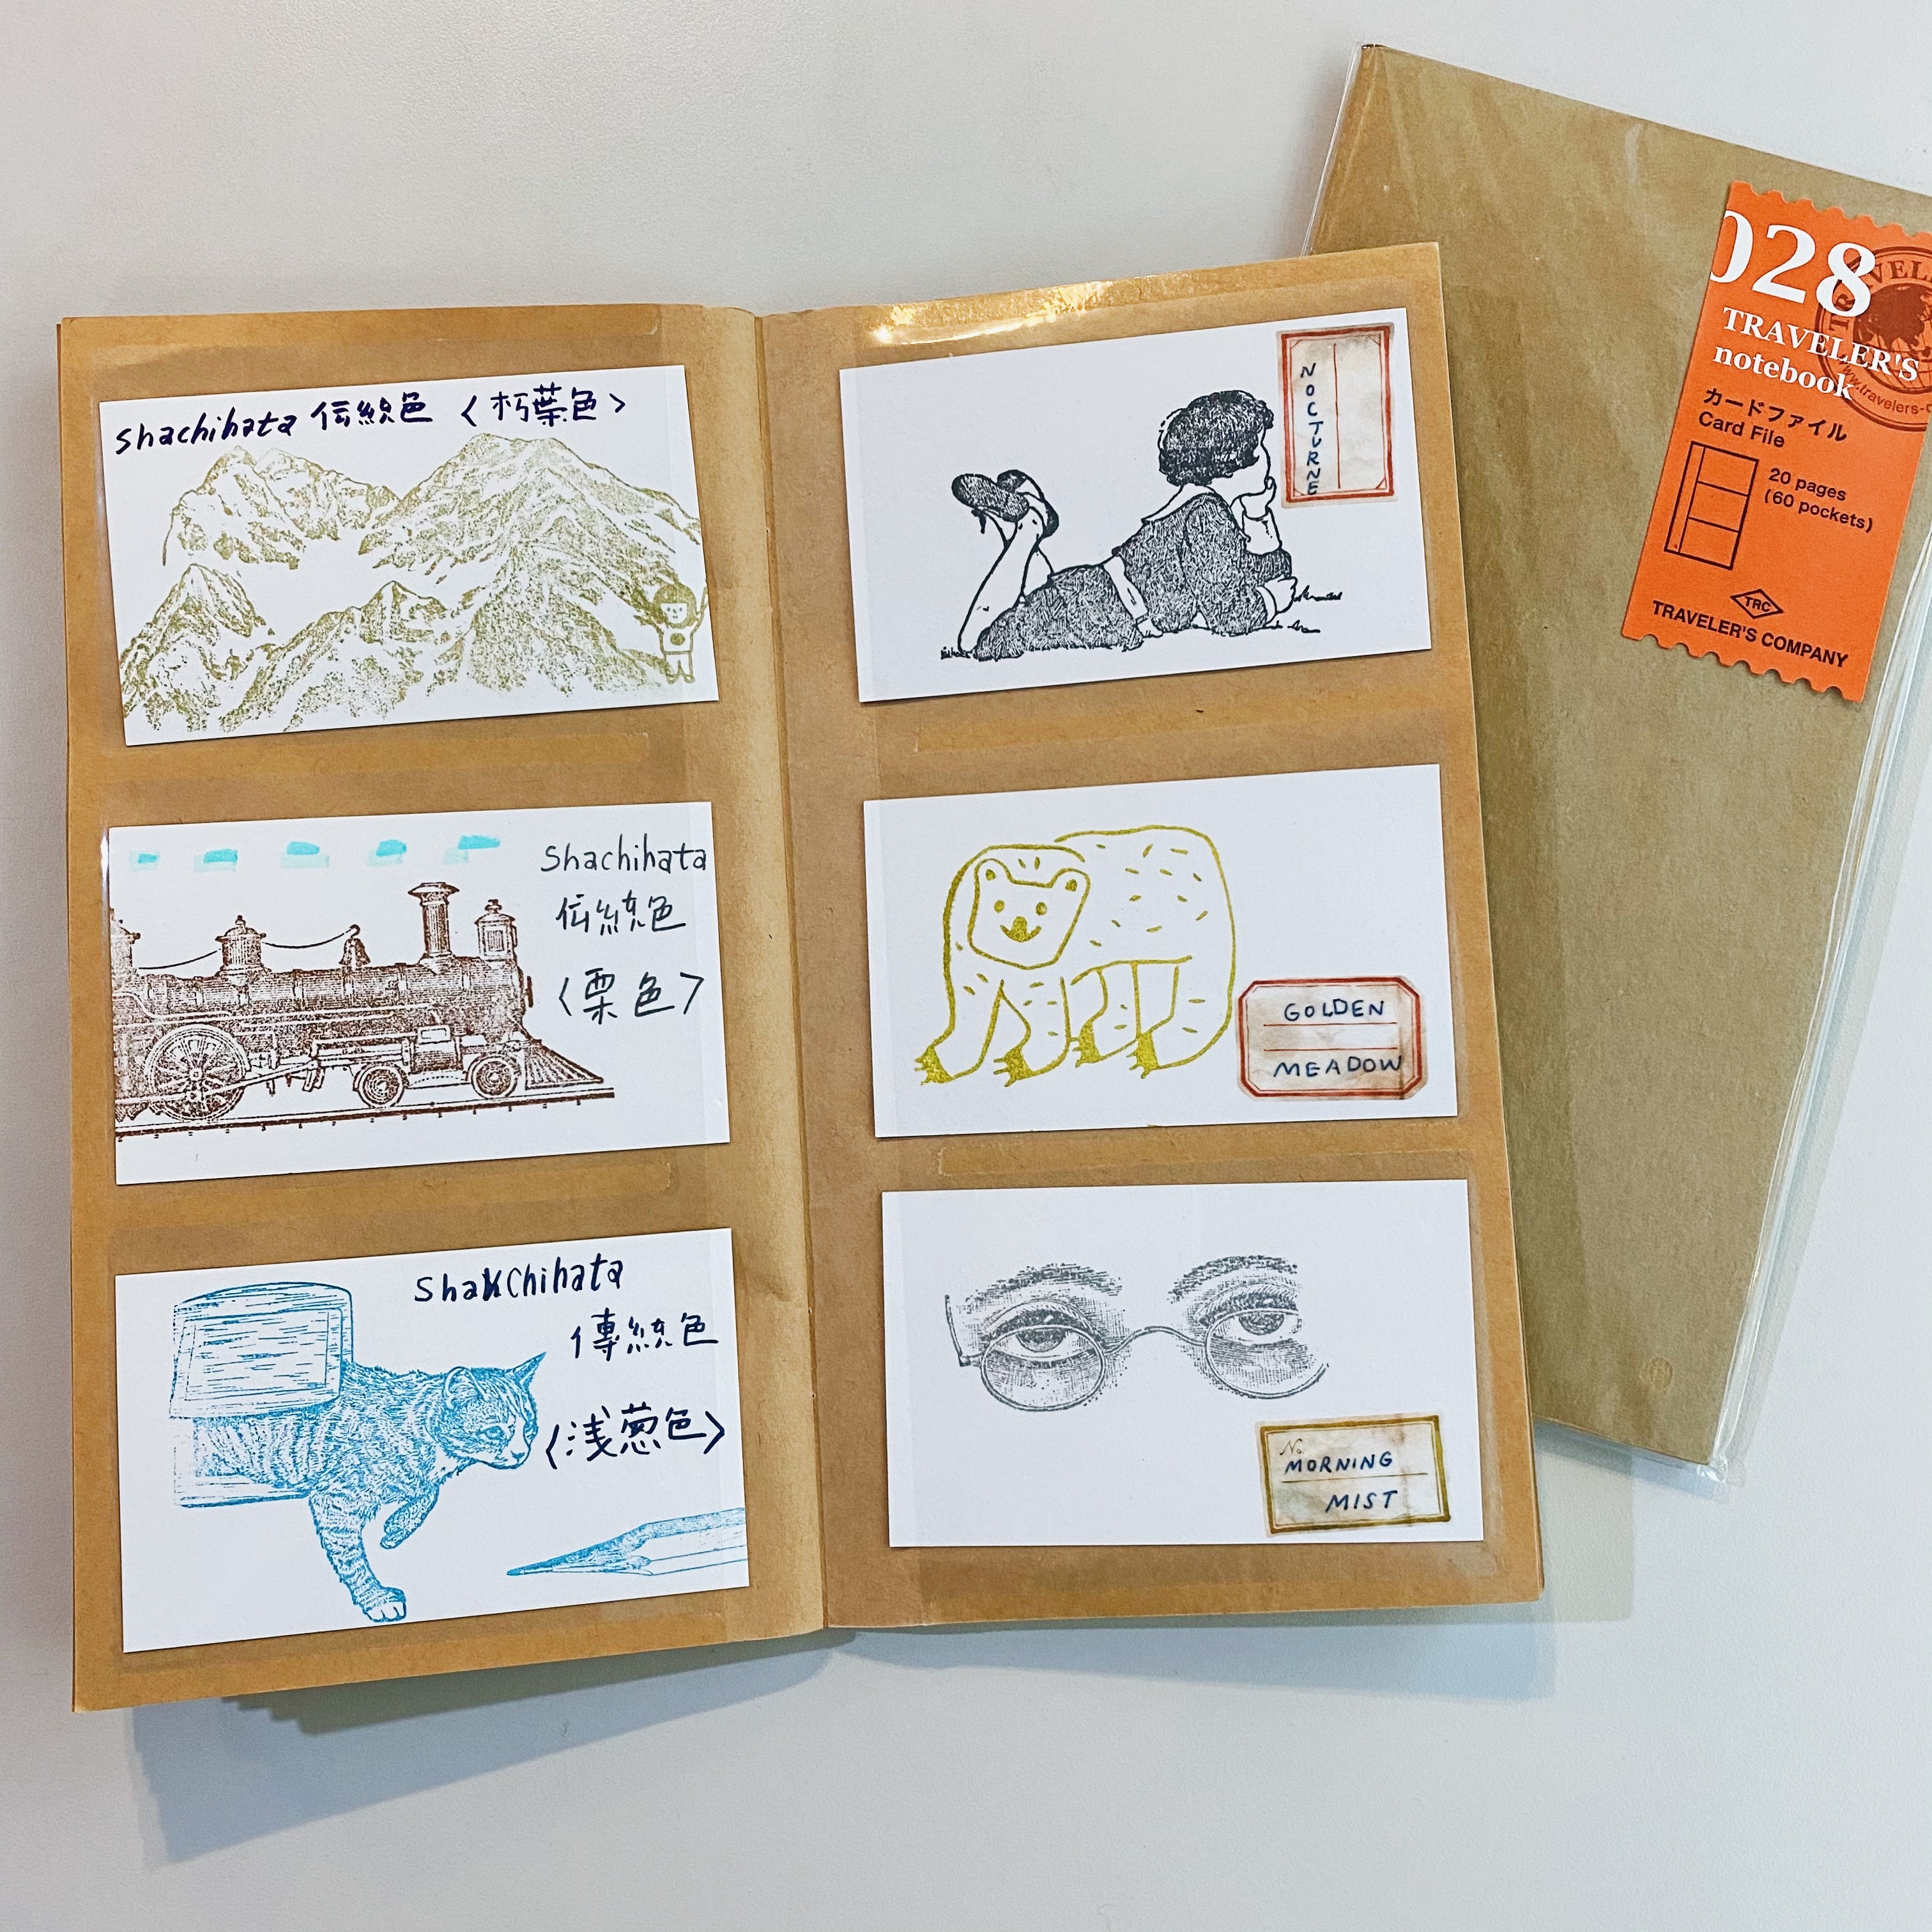 shachihata 伝統色 〈朽葉色〉
Shachihata
伝統色
〈栗色〉
Shachihata
傳統色
〈浅葱色〉
NOCTURNE
GOLDEN
MEADOW
No.
MORNING
MIST
028
TRAVELER'S
notebook
カードファイル
Card File
20 pages
(60 pockets)
TRC
TRAVELER'S COMPANY